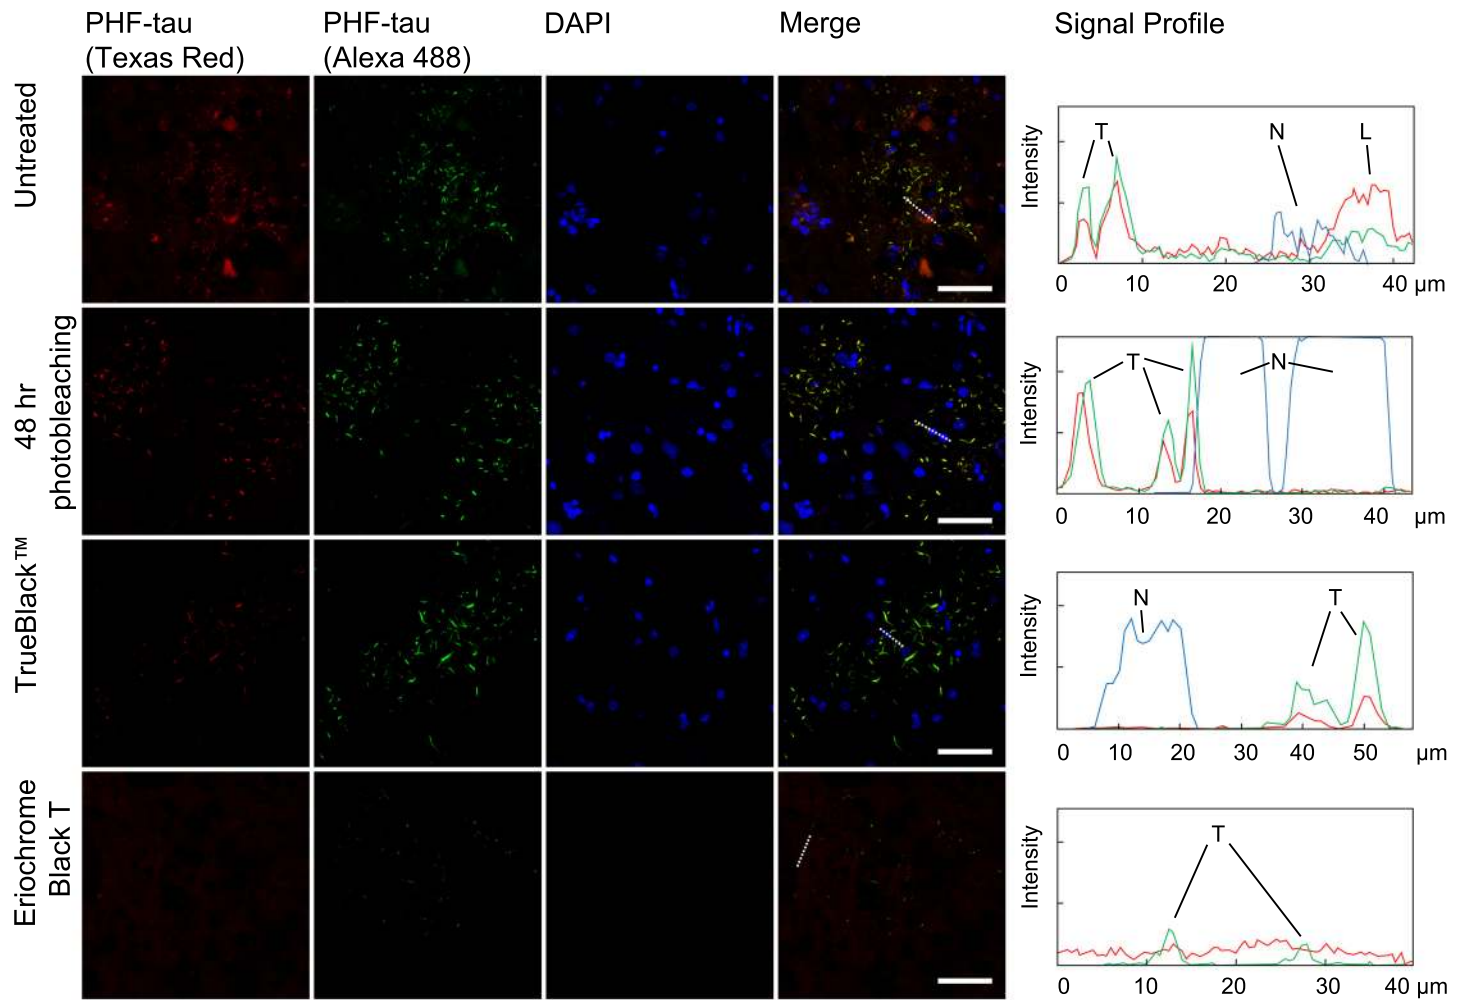 PHF-tau
(Texas Red)
PHF-tau
(Alexa 488)
DAPI
Merge
Signal Profile
Untreated
Intensity
T
N
L
0 10 20 30 40 µm
48 hr
photobleaching
Intensity
T
N
0 10 20 30 40 µm
TrueBlack™
Intensity
N
T
0 10 20 30 40 50 µm
Eriochrome
Black T
Intensity
T
0 10 20 30 40 µm